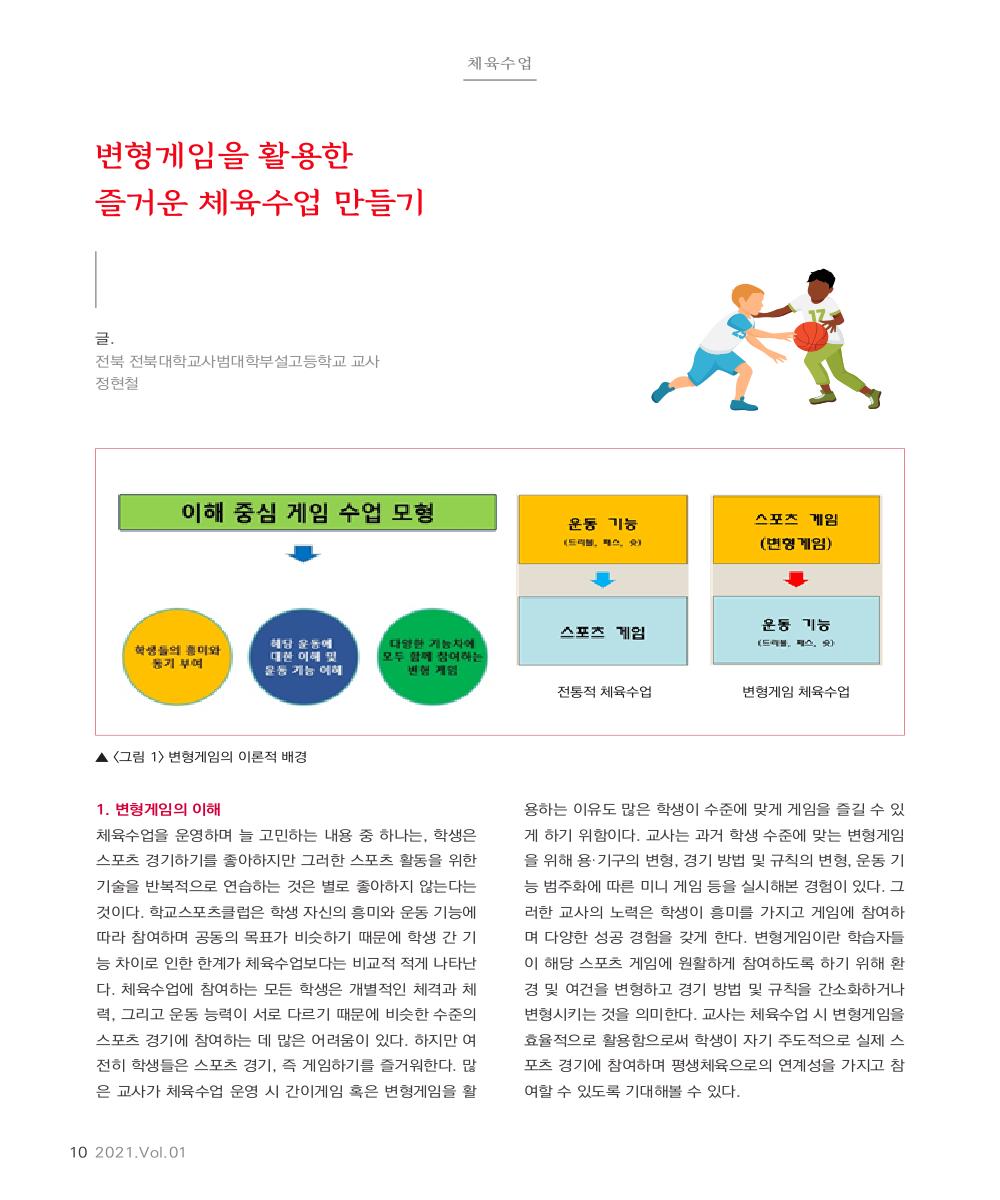 체육수업
변형게임을 활용한
즐거운 체육수업 만들기
글.
전북 전북대학교사범대학부설고등학교 교사
정현철
17
이해 중심 게임 수업 모형
학생들의 흥미와
동기 부여
해당 운동에
대한 이해 및
운동 기능 이해
다양한 기능차에
모두 함께 참여하는
변형 게임
운동 기능
(드리블, 패스, 슛)
스포츠 게임
전통적 체육수업
스포츠 게임
(변형게임)
운동 기능
(드리블, 패스, 슛)
변형게임 체육수업
▲ 〈그림 1〉 변형게임의 이론적 배경
1. 변형게임의 이해
체육수업을 운영하며 늘 고민하는 내용 중 하나는, 학생은
스포츠 경기하기를 좋아하지만 그러한 스포츠 활동을 위한
기술을 반복적으로 연습하는 것은 별로 좋아하지 않는다는
것이다. 학교스포츠클럽은 학생 자신의 흥미와 운동 기능에
따라 참여하며 공동의 목표가 비슷하기 때문에 학생 간 기
능 차이로 인한 한계가 체육수업보다는 비교적 적게 나타난
다. 체육수업에 참여하는 모든 학생은 개별적인 체격과 체
력, 그리고 운동 능력이 서로 다르기 때문에 비슷한 수준의
스포츠 경기에 참여하는 데 많은 어려움이 있다. 하지만 여
전히 학생들은 스포츠 경기, 즉 게임하기를 즐거워한다. 많
은 교사가 체육수업 운영 시 간이게임 혹은 변형게임을 활
용하는 이유도 많은 학생이 수준에 맞게 게임을 즐길 수 있
게 하기 위함이다. 교사는 과거 학생 수준에 맞는 변형게임
을 위해 용·기구의 변형, 경기 방법 및 규칙의 변형, 운동 기
능 범주화에 따른 미니 게임 등을 실시해본 경험이 있다. 그
러한 교사의 노력은 학생이 흥미를 가지고 게임에 참여하
며 다양한 성공 경험을 갖게 한다. 변형게임이란 학습자들
이 해당 스포츠 게임에 원활하게 참여하도록 하기 위해 환
경 및 여건을 변형하고 경기 방법 및 규칙을 간소화하거나
변형시키는 것을 의미한다. 교사는 체육수업 시 변형게임을
효율적으로 활용함으로써 학생이 자기 주도적으로 실제 스
포츠 경기에 참여하며 평생체육으로의 연계성을 가지고 참
여할 수 있도록 기대해볼 수 있다.
10 2021.Vol.01